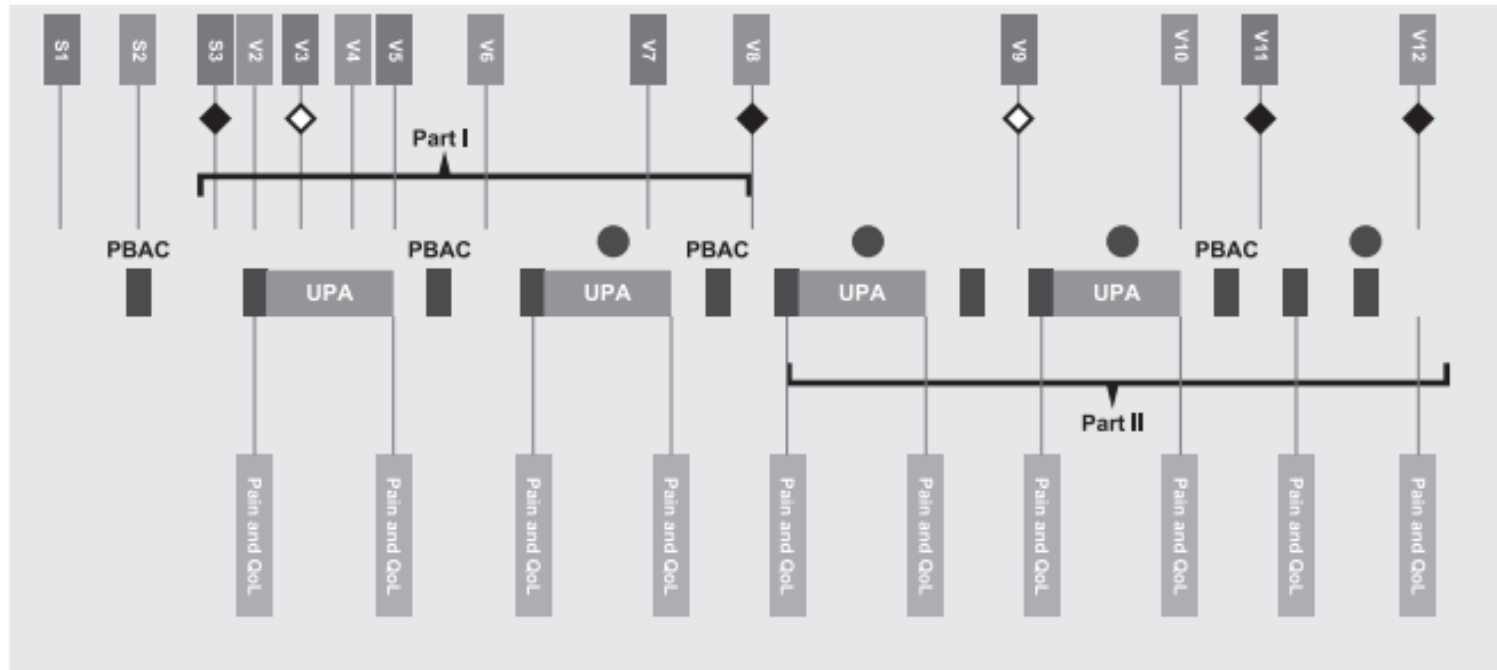 S1
S2
S3
V2
V3
V4
V5
V6
V7
V8
V9
V10
V11
V12
Part I
PBAC
PBAC
PBAC
PBAC
UPA
UPA
UPA
UPA
Part II
Pain and QoL
Pain and QoL
Pain and QoL
Pain and QoL
Pain and QoL
Pain and QoL
Pain and QoL
Pain and QoL
Pain and QoL
Pain and QoL